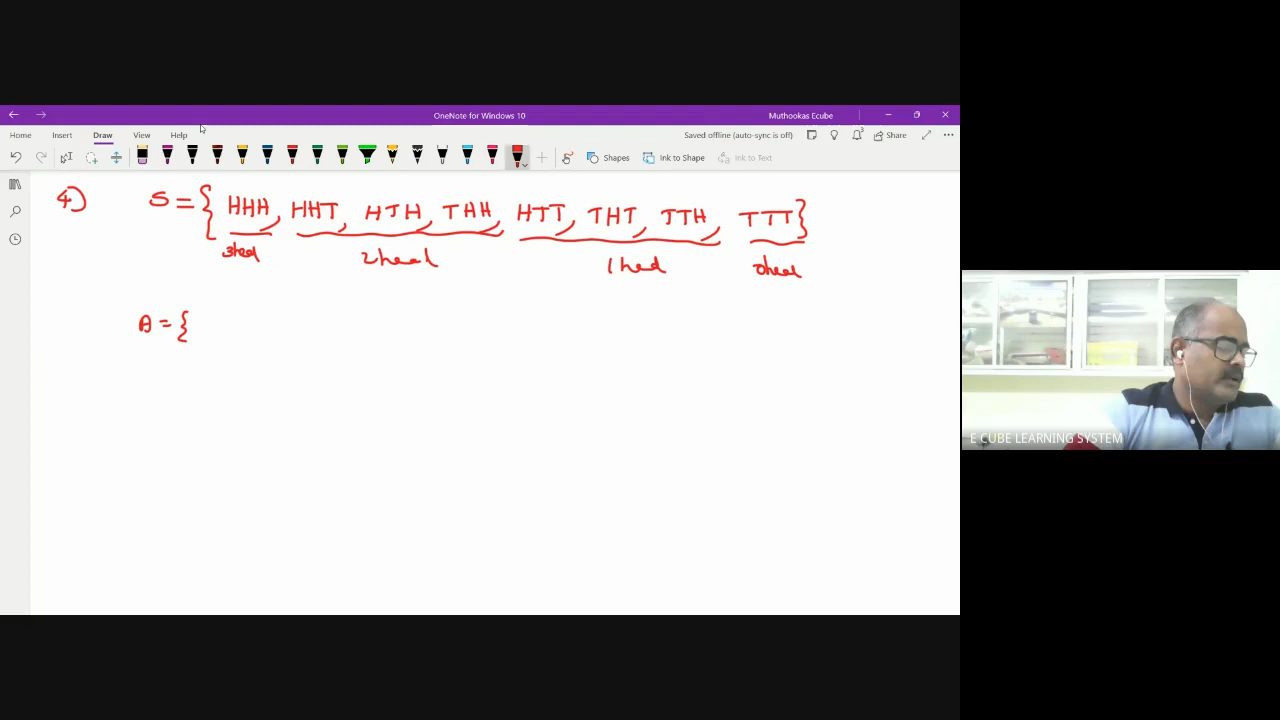 OneNote for Windows 10
Muthookas Ecube
Home Insert Draw View Help
Saved offline (auto-sync is off)
Share
Shapes
Ink to Shape
Ink to Text
4) S = { HHH, HHT, HTH, THH, HTT, THT, TTH, TTT}
3hed 2head 1hed 0head
A = {
E CUBE LEARNING SYSTEM